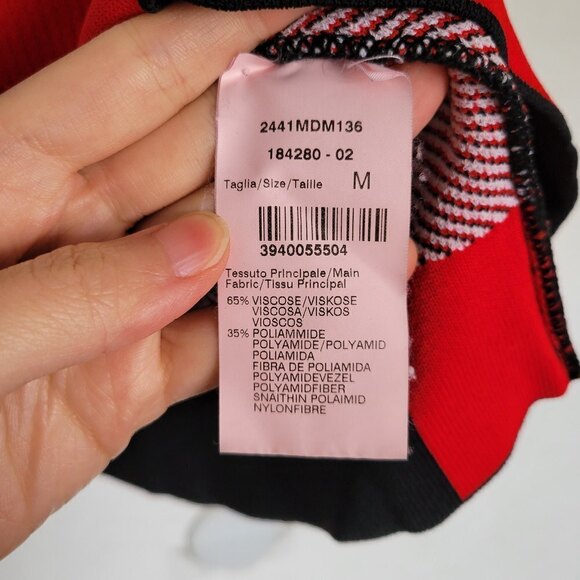 2441MDM136
184280 - 02
Taglia/Size/Taille M
3940055504
Tessuto Principale/Main
Fabric/Tissu Principal
65% VISCOSE/VISKOSE
VISCOSA/VISKOS
VIOSCOS
35% POLIAMMIDE
POLYAMIDE/POLYAMID
POLIAMIDA
FIBRA DE POLIAMIDA
POLYAMIDEVEZEL
POLYAMIDFIBER
SNAITHIN POLAIMID
NYLONFIBRE